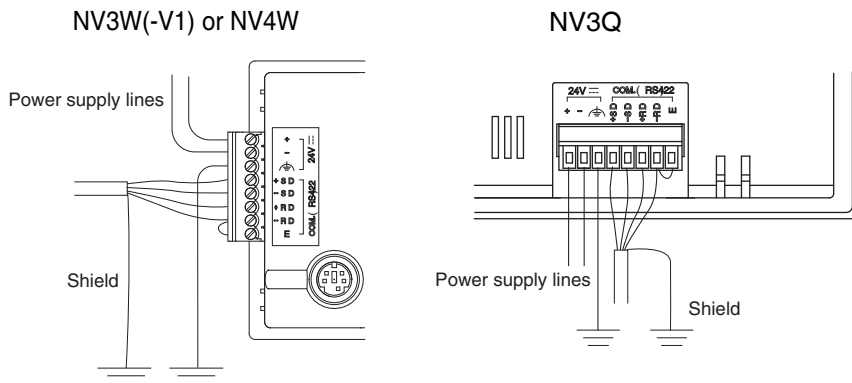 NV3W(-V1) or NV4W
Power supply lines
+
-
24V
+SD
-SD
+RD
-RD
E
COM.( RS422
Shield
NV3Q
24V
COM.( RS422
+
-
+SD
-SD
+RD
-RD
E
Power supply lines
Shield